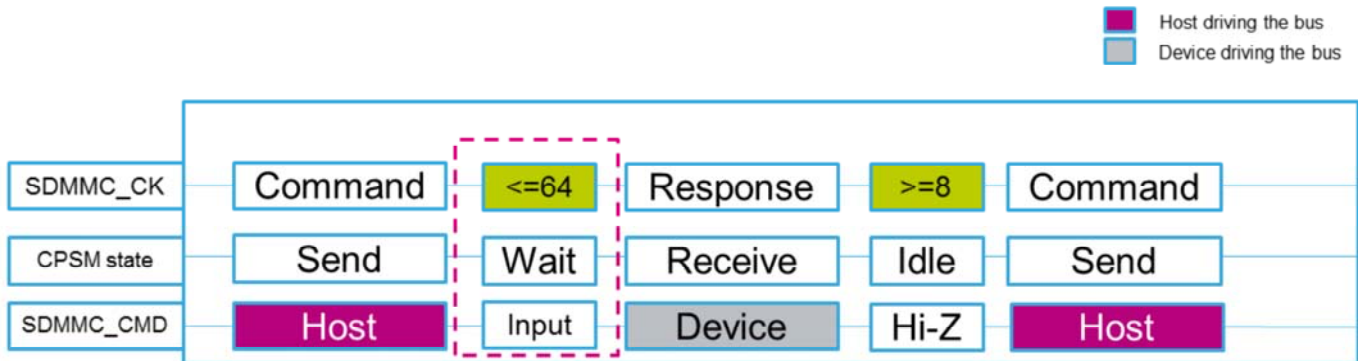 Host driving the bus
Device driving the bus
SDMMC_CK Command <=64 Response >=8 Command
CPSM state Send Wait Receive Idle Send
SDMMC_CMD Host Input Device Hi-Z Host